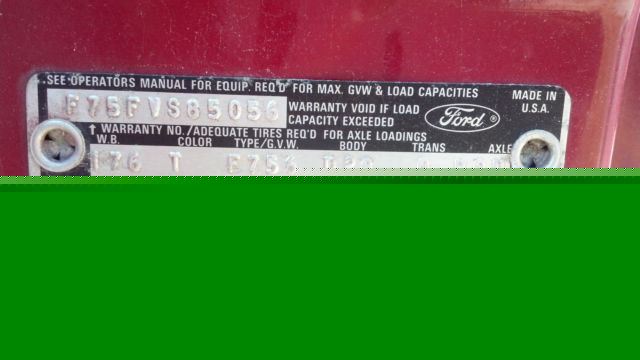 SEE OPERATORS MANUAL FOR EQUIP. REQ'D FOR MAX. GVW & LOAD CAPACITIES
MADE IN U.S.A.
F75FVS85056
WARRANTY VOID IF LOAD CAPACITY EXCEEDED
Ford ®
↑ WARRANTY NO./ADEQUATE TIRES REQ'D FOR AXLE LOADINGS
W.B. COLOR TYPE/G.V.W. BODY TRANS AXLE
176 T F753